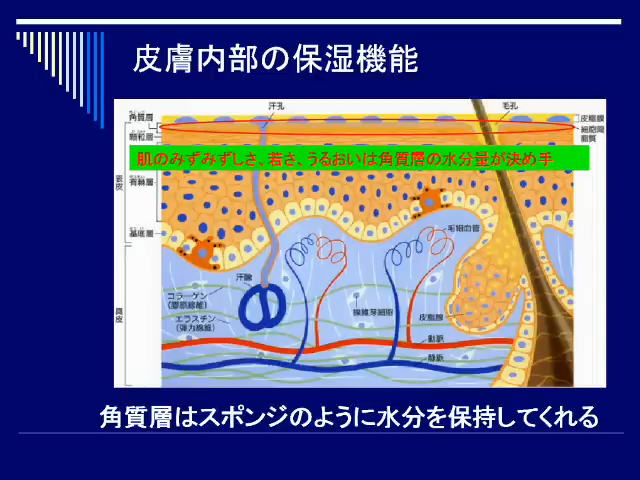 皮膚内部の保湿機能
汗孔
毛孔
角質層
皮脂膜
細胞間
脂質
顆粒層
肌のみずみずしさ、若さ、うるおいは角質層の水分量が決め手
表皮
有棘層
基底層
毛細血管
汗腺
コラーゲン
(膠原線維)
線維芽細胞
皮脂腺
エラスチン
(弾力線維)
真皮
動脈
静脈
角質層はスポンジのように水分を保持してくれる